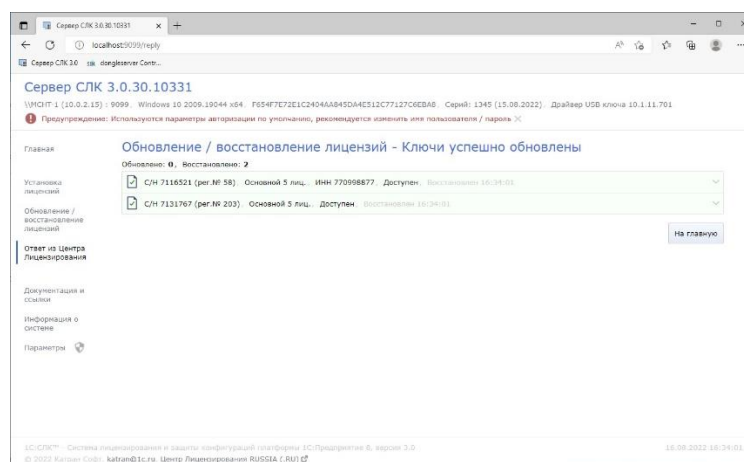 Сервер СЛК 3.0.30.10331
localhost:9099/reply
Сервер СЛК 3.0 dongleserver Contr...
Сервер СЛК 3.0.30.10331
\\МСНТ-1 (10.0.2.15) : 9099, Windows 10 2009.19044 x64, F654F7E72E1C2404AA845DA4E512C77127C6EBA8, Серий: 1345 (15.08.2022). Драйвер USB ключа 10.1.11.701
Предупреждение: Используются параметры авторизации по умолчанию, рекомендуется изменить имя пользователя / пароль
Главная
Установка
лицензий
Обновление /
восстановление
лицензий
Ответ из Центра
Лицензирования
Документация и
ссылки
Информация о
системе
Параметры
Обновление / восстановление лицензий - Ключи успешно обновлены
Обновлено: 0, Восстановлено: 2
С/Н 7116521 (рег.№ 58), Основной 5 лиц., ИНН 770998877, Доступен, Восстановлен 16:34:01
С/Н 7131767 (рег.№ 203), Основной 5 лиц., Доступен, Восстановлен 16:34:01
На главную
1С:СЛК™ - Система лицензирования и защиты конфигураций платформы 1С:Предприятие 8, версия 3.0
16.08.2022 16:34:01
© 2022 Катран Софт, katran@1c.ru, Центр Лицензирования RUSSIA [.RU]